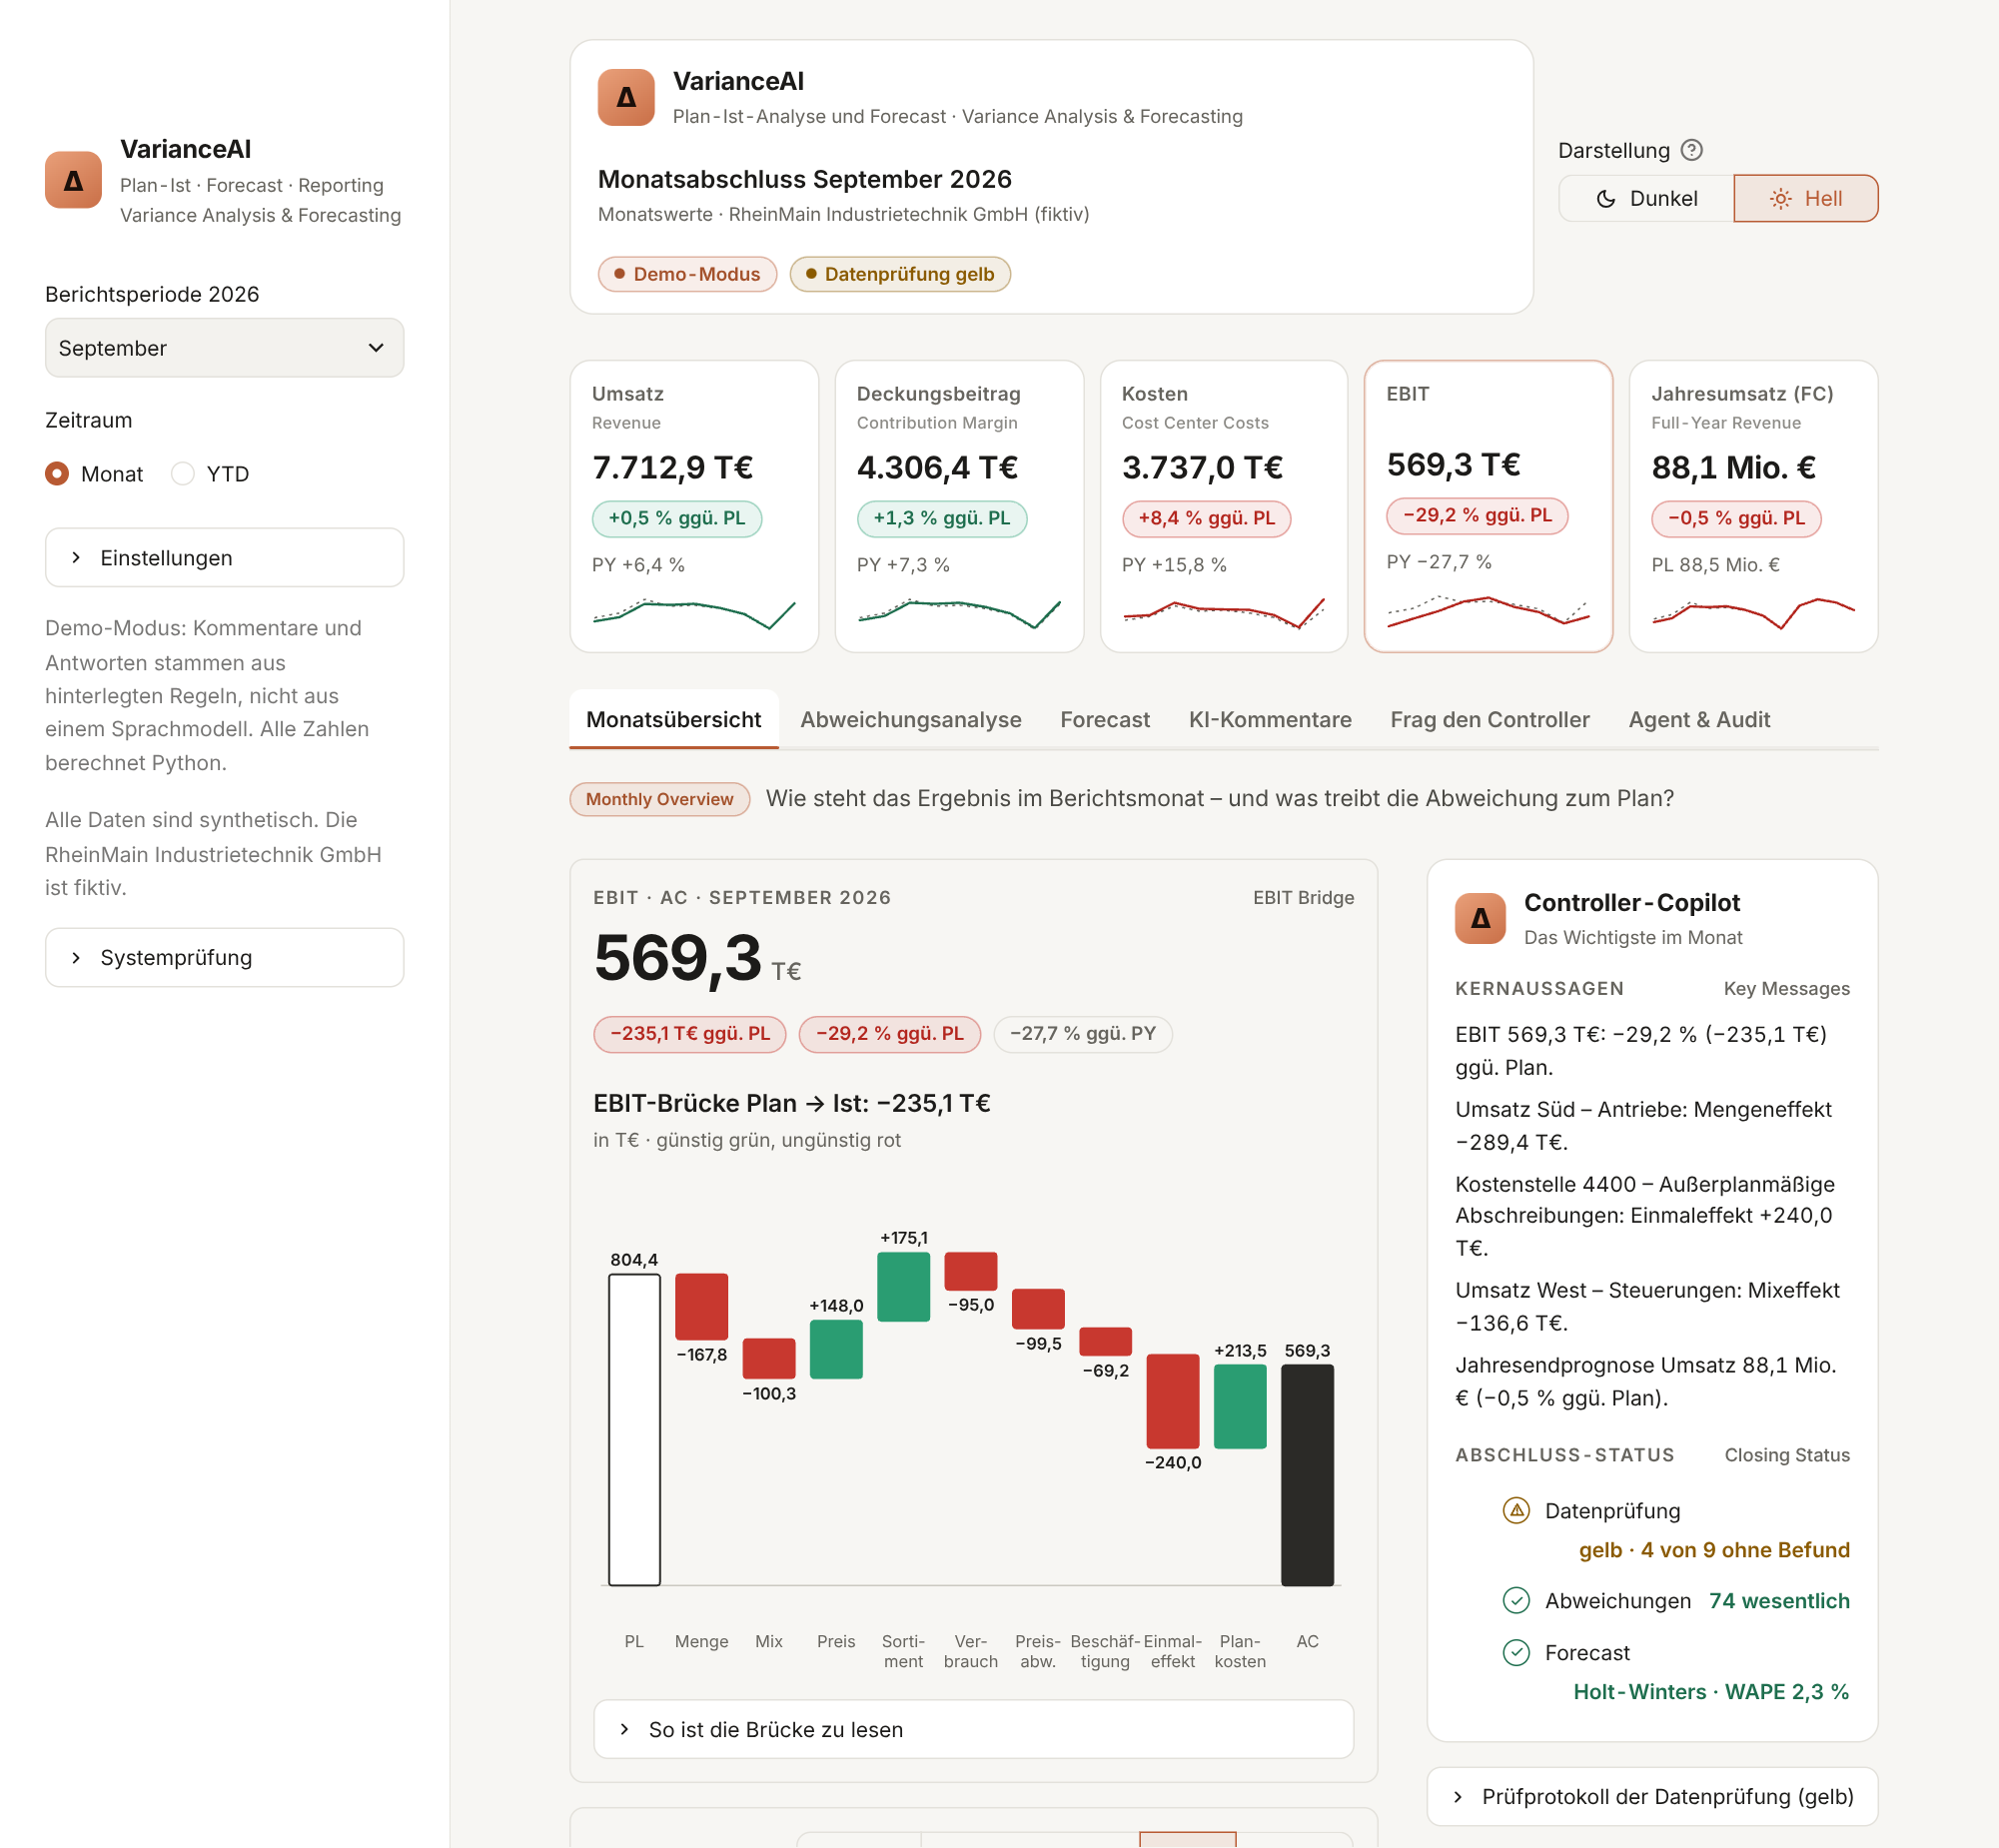 Δ
VarianceAI
Plan-Ist · Forecast · Reporting
Variance Analysis & Forecasting
Berichtsperiode 2026
September
Zeitraum
Monat YTD
Einstellungen
Demo-Modus: Kommentare und
Antworten stammen aus
hinterlegten Regeln, nicht aus
einem Sprachmodell. Alle Zahlen
berechnet Python.
Alle Daten sind synthetisch. Die
RheinMain Industrietechnik GmbH
ist fiktiv.
Systemprüfung
Δ
VarianceAI
Plan-Ist-Analyse und Forecast · Variance Analysis & Forecasting
Monatsabschluss September 2026
Monatswerte · RheinMain Industrietechnik GmbH (fiktiv)
Demo-Modus Datenprüfung gelb
Darstellung ?
Dunkel Hell
Umsatz
Revenue
7.712,9 T€
+0,5 % ggü. PL
PY +6,4 %
Deckungsbeitrag
Contribution Margin
4.306,4 T€
+1,3 % ggü. PL
PY +7,3 %
Kosten
Cost Center Costs
3.737,0 T€
+8,4 % ggü. PL
PY +15,8 %
EBIT
569,3 T€
−29,2 % ggü. PL
PY −27,7 %
Jahresumsatz (FC)
Full-Year Revenue
88,1 Mio. €
−0,5 % ggü. PL
PL 88,5 Mio. €
Monatsübersicht Abweichungsanalyse Forecast KI-Kommentare Frag den Controller Agent & Audit
Monthly Overview Wie steht das Ergebnis im Berichtsmonat – und was treibt die Abweichung zum Plan?
EBIT · AC · SEPTEMBER 2026 EBIT Bridge
569,3 T€
−235,1 T€ ggü. PL −29,2 % ggü. PL −27,7 % ggü. PY
EBIT-Brücke Plan → Ist: −235,1 T€
in T€ · günstig grün, ungünstig rot
804,4
−167,8
−100,3
+148,0
+175,1
−95,0
−99,5
−69,2
−240,0
+213,5
569,3
PL
Menge
Mix
Preis
Sorti-
ment
Ver-
brauch
Preis-
abw.
Beschäf-
tigung
Einmal-
effekt
Plan-
kosten
AC
So ist die Brücke zu lesen
Δ
Controller-Copilot
Das Wichtigste im Monat
KERNAUSSAGEN Key Messages
EBIT 569,3 T€: −29,2 % (−235,1 T€)
ggü. Plan.
Umsatz Süd – Antriebe: Mengeneffekt
−289,4 T€.
Kostenstelle 4400 – Außerplanmäßige
Abschreibungen: Einmaleffekt +240,0
T€.
Umsatz West – Steuerungen: Mixeffekt
−136,6 T€.
Jahresendprognose Umsatz 88,1 Mio.
€ (−0,5 % ggü. Plan).
ABSCHLUSS-STATUS Closing Status
Datenprüfung
gelb · 4 von 9 ohne Befund
Abweichungen 74 wesentlich
Forecast
Holt-Winters · WAPE 2,3 %
Prüfprotokoll der Datenprüfung (gelb)